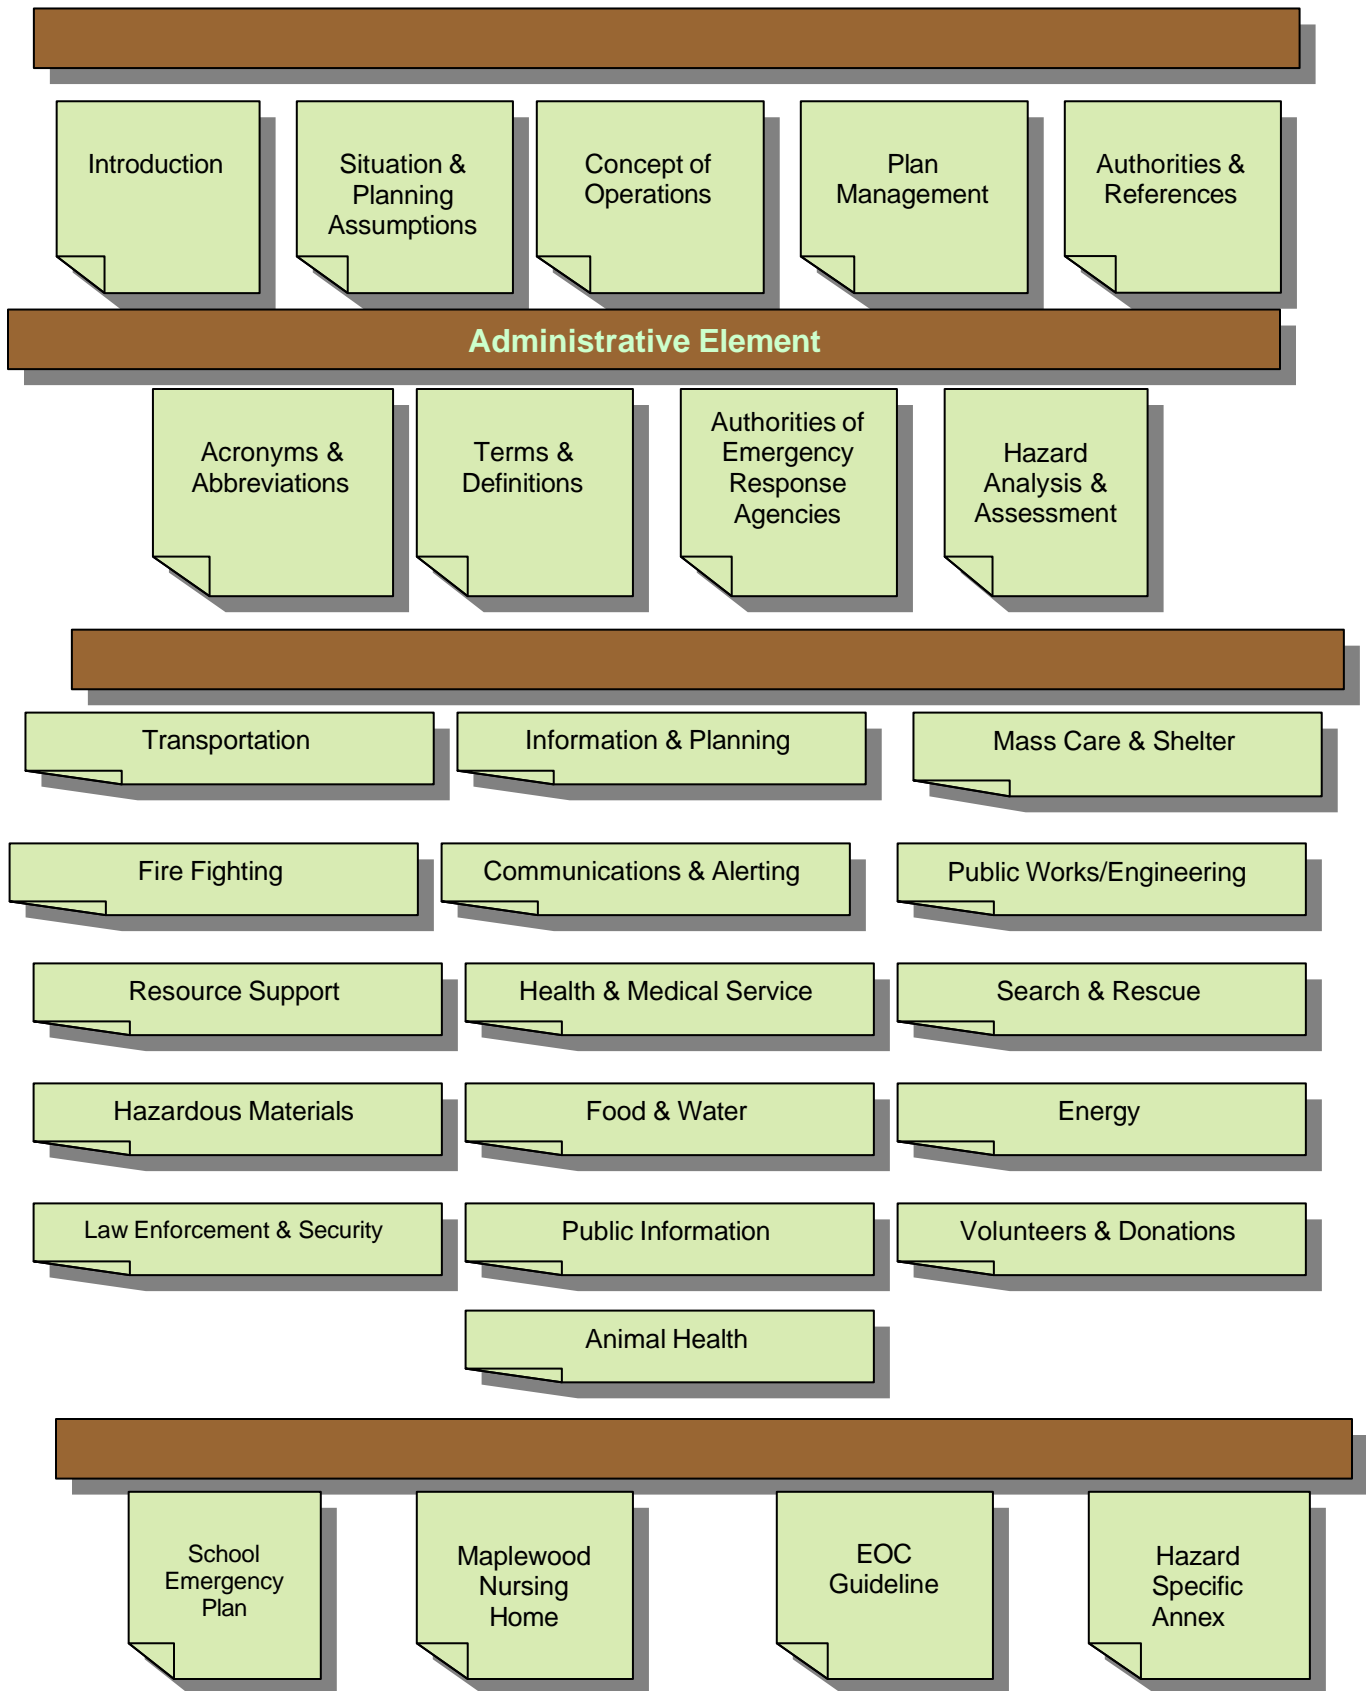 Introduction
Situation &
Planning
Assumptions
Concept of
Operations
Plan
Management
Authorities &
References
Administrative Element
Acronyms &
Abbreviations
Terms &
Definitions
Authorities of
Emergency
Response
Agencies
Hazard
Analysis &
Assessment
Transportation
Information & Planning
Mass Care & Shelter
Fire Fighting
Communications & Alerting
Public Works/Engineering
Resource Support
Health & Medical Service
Search & Rescue
Hazardous Materials
Food & Water
Energy
Law Enforcement & Security
Public Information
Volunteers & Donations
Animal Health
School
Emergency
Plan
Maplewood
Nursing
Home
EOC
Guideline
Hazard
Specific
Annex